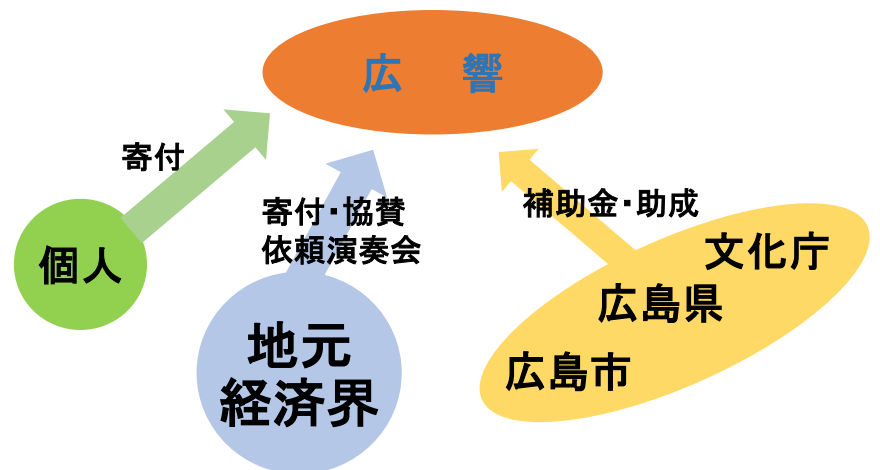 広　響
寄付
個人
寄付・協賛
依頼演奏会
地元
経済界
補助金・助成
文化庁
広島県
広島市